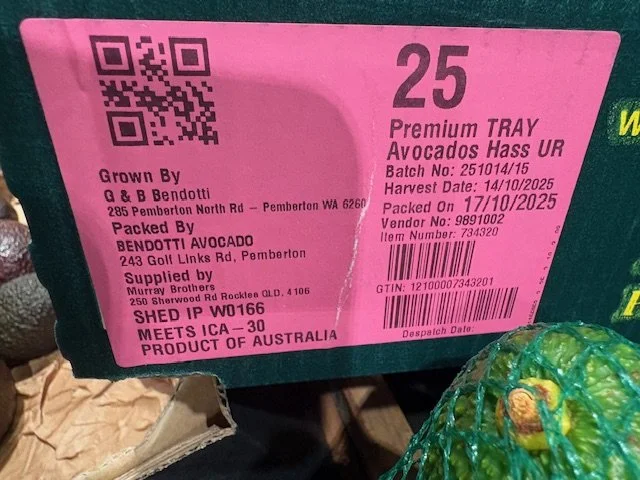 25
Premium TRAY
Avocados Hass UR
Batch No: 251014/15
Harvest Date: 14/10/2025
Packed On 17/10/2025
Vendor No: 9891002
Item Number: 734320
GTIN: 12100007343201
Despatch Date:
Grown By
G & B Bendotti
285 Pemberton North Rd – Pemberton WA 6260
Packed By
BENDOTTI AVOCADO
243 Golf Links Rd, Pemberton
Supplied by
Murray Brothers
250 Sherwood Rd Rocklea QLD, 4106
SHED IP W0166
MEETS ICA – 30
PRODUCT OF AUSTRALIA